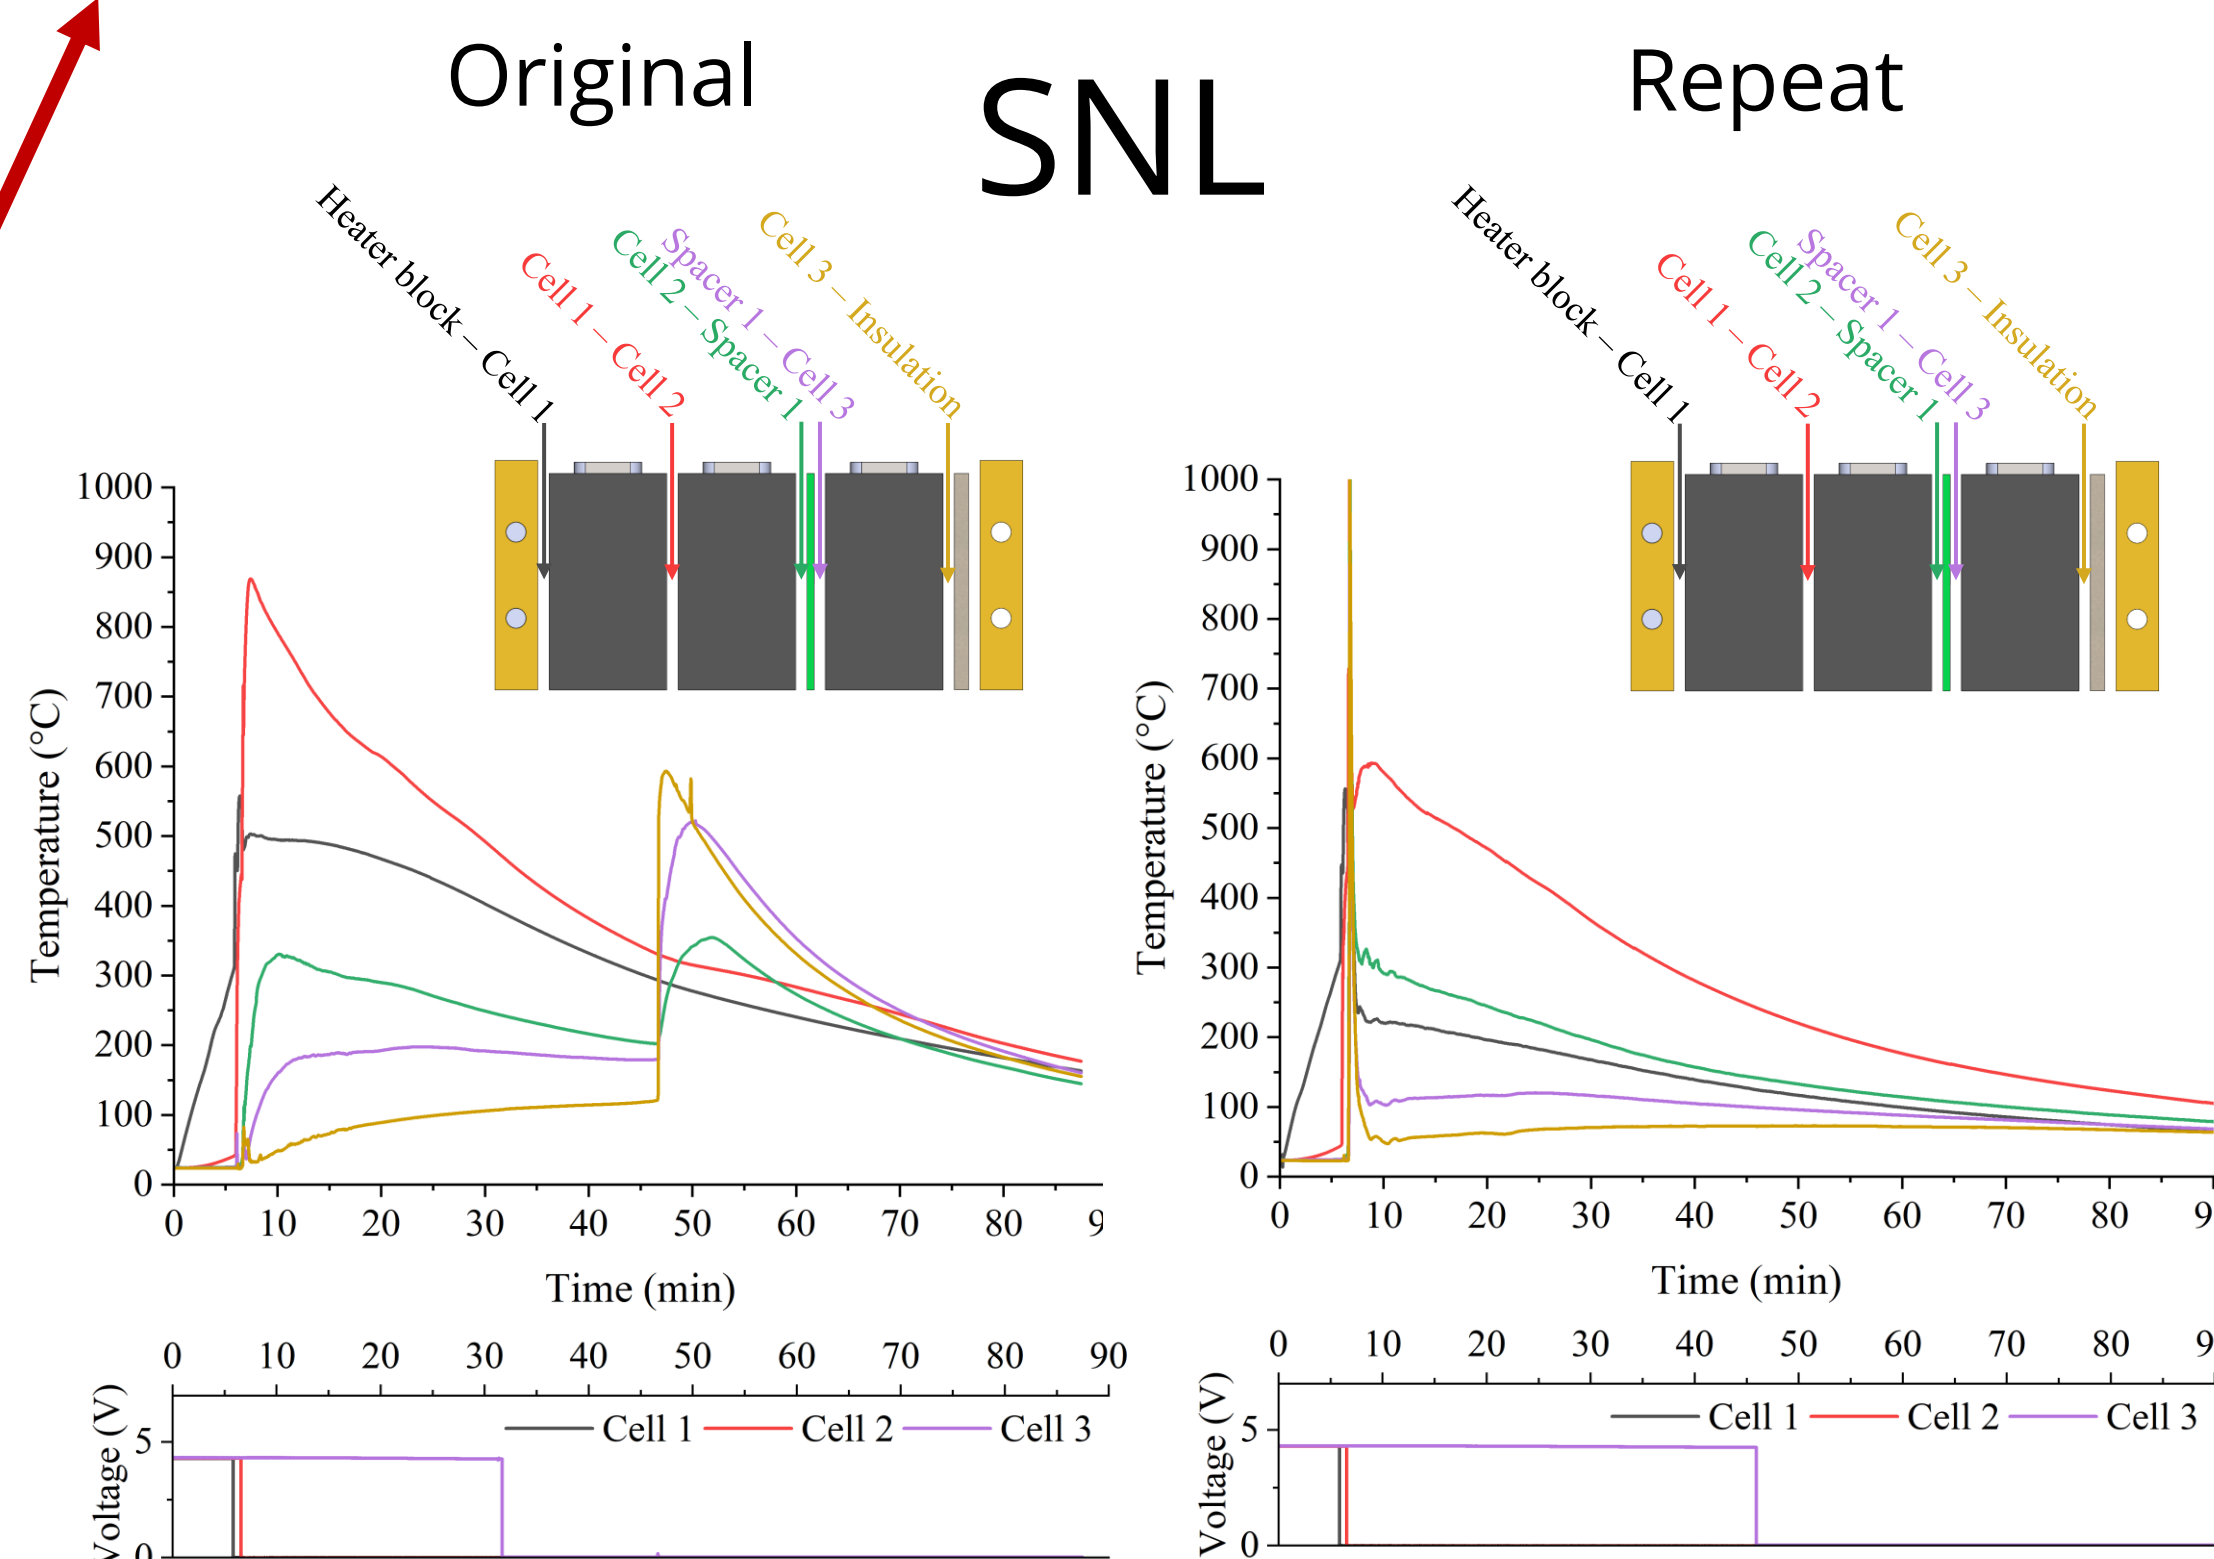 Original
SNL
Repeat
Heater block – Cell 1
Cell 1 – Cell 2
Cell 2 – Spacer 1
Spacer 1 – Cell 3
Cell 3 – Insulation
Heater block – Cell 1
Cell 1 – Cell 2
Cell 2 – Spacer 1
Spacer 1 – Cell 3
Cell 3 – Insulation
Temperature (°C)
1000
900
800
700
600
500
400
300
200
100
0
0 10 20 30 40 50 60 70 80 9
Time (min)
Temperature (°C)
1000
900
800
700
600
500
400
300
200
100
0
0 10 20 30 40 50 60 70 80 9
Time (min)
0 10 20 30 40 50 60 70 80 90
Voltage (V)
5
0
Cell 1 Cell 2 Cell 3
0 10 20 30 40 50 60 70 80 9
Voltage (V)
5
0
Cell 1 Cell 2 Cell 3